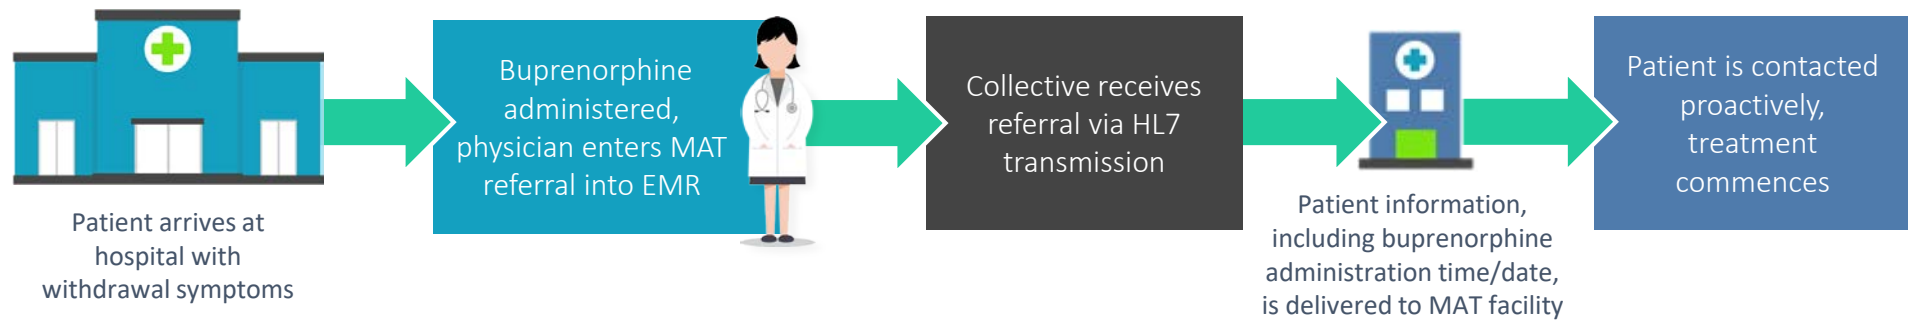 Patient arrives at
hospital with
withdrawal symptoms
Buprenorphine
administered,
physician enters MAT
referral into EMR
Collective receives
referral via HL7
transmission
Patient information,
including buprenorphine
administration time/date,
is delivered to MAT facility
Patient is contacted
proactively,
treatment
commences